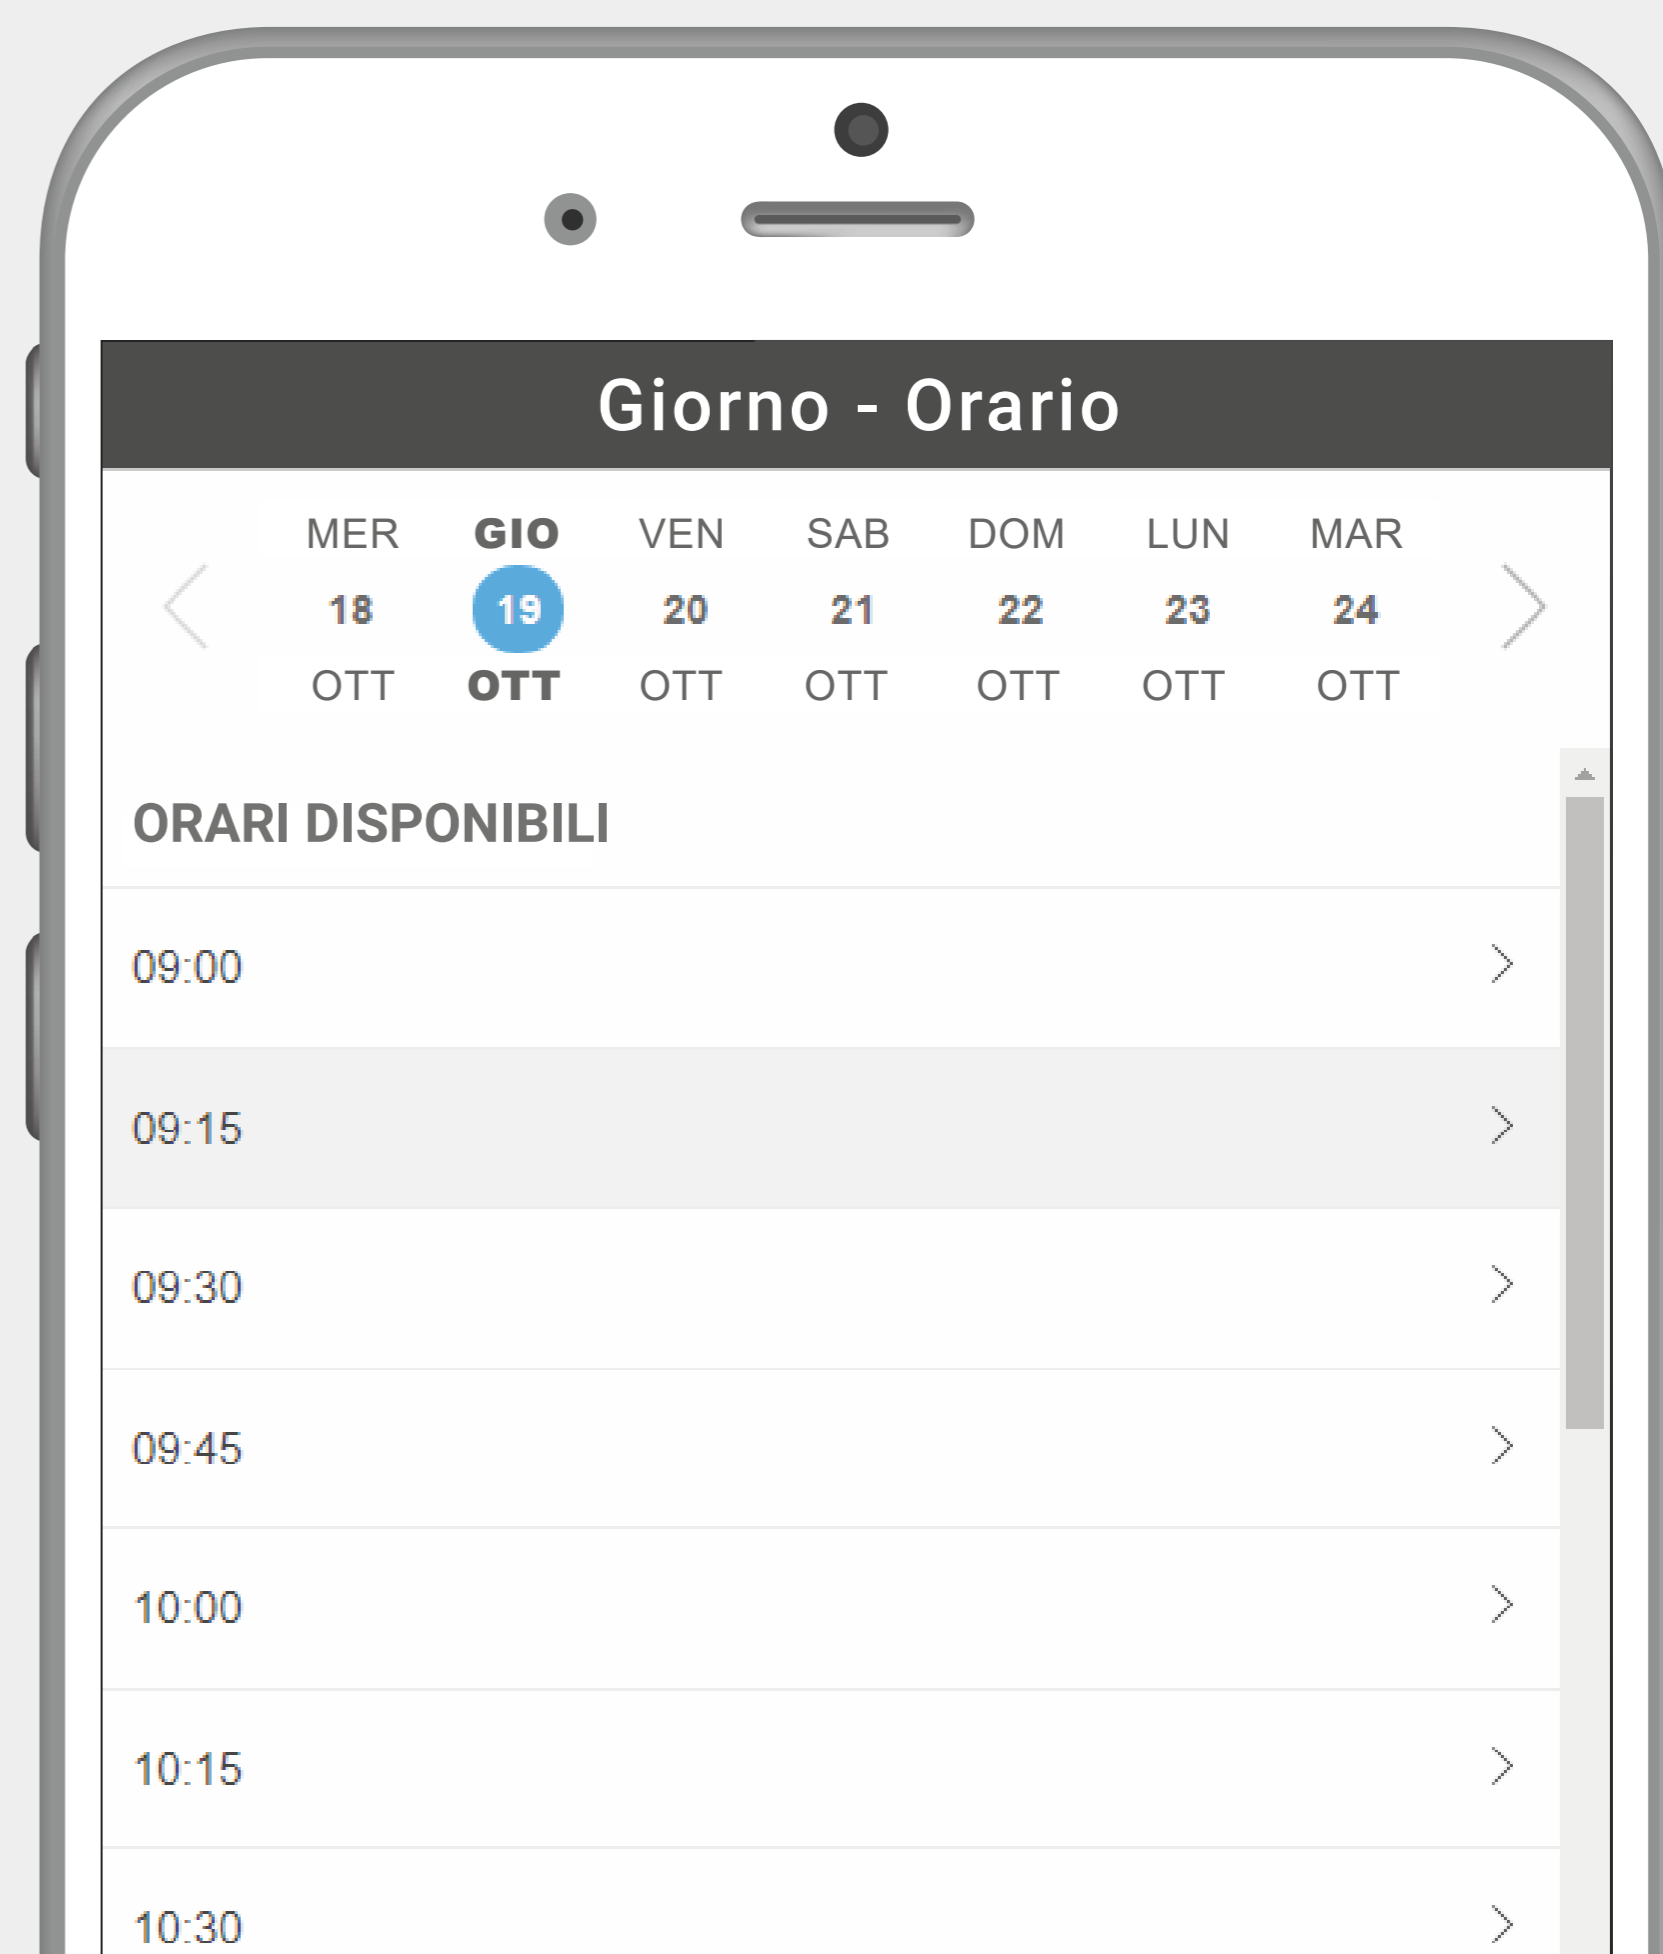 Giorno - Orario
MER GIO VEN SAB DOM LUN MAR
18 19 20 21 22 23 24
OTT OTT OTT OTT OTT OTT OTT
ORARI DISPONIBILI
09:00
09:15
09:30
09:45
10:00
10:15
10:30